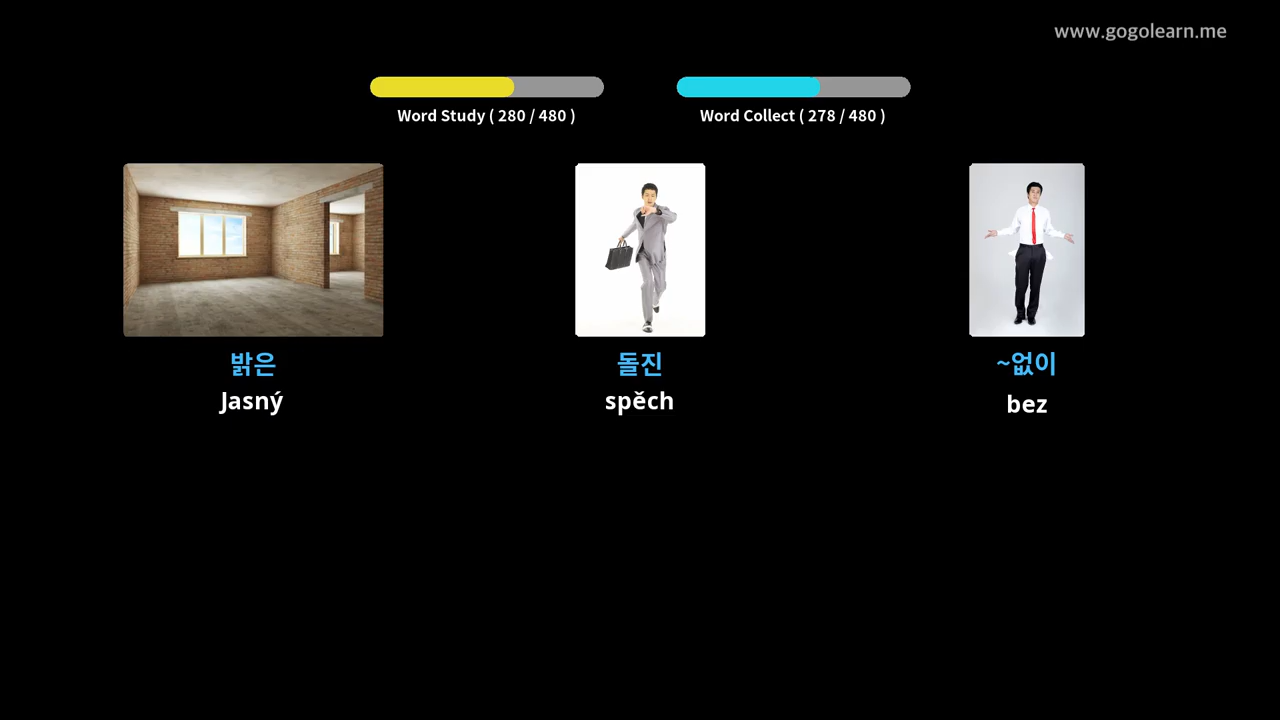 www.gogolearn.me
Word Study ( 280 / 480 )
Word Collect ( 278 / 480 )
밝은
돌진
~없이
Jasný
spěch
bez